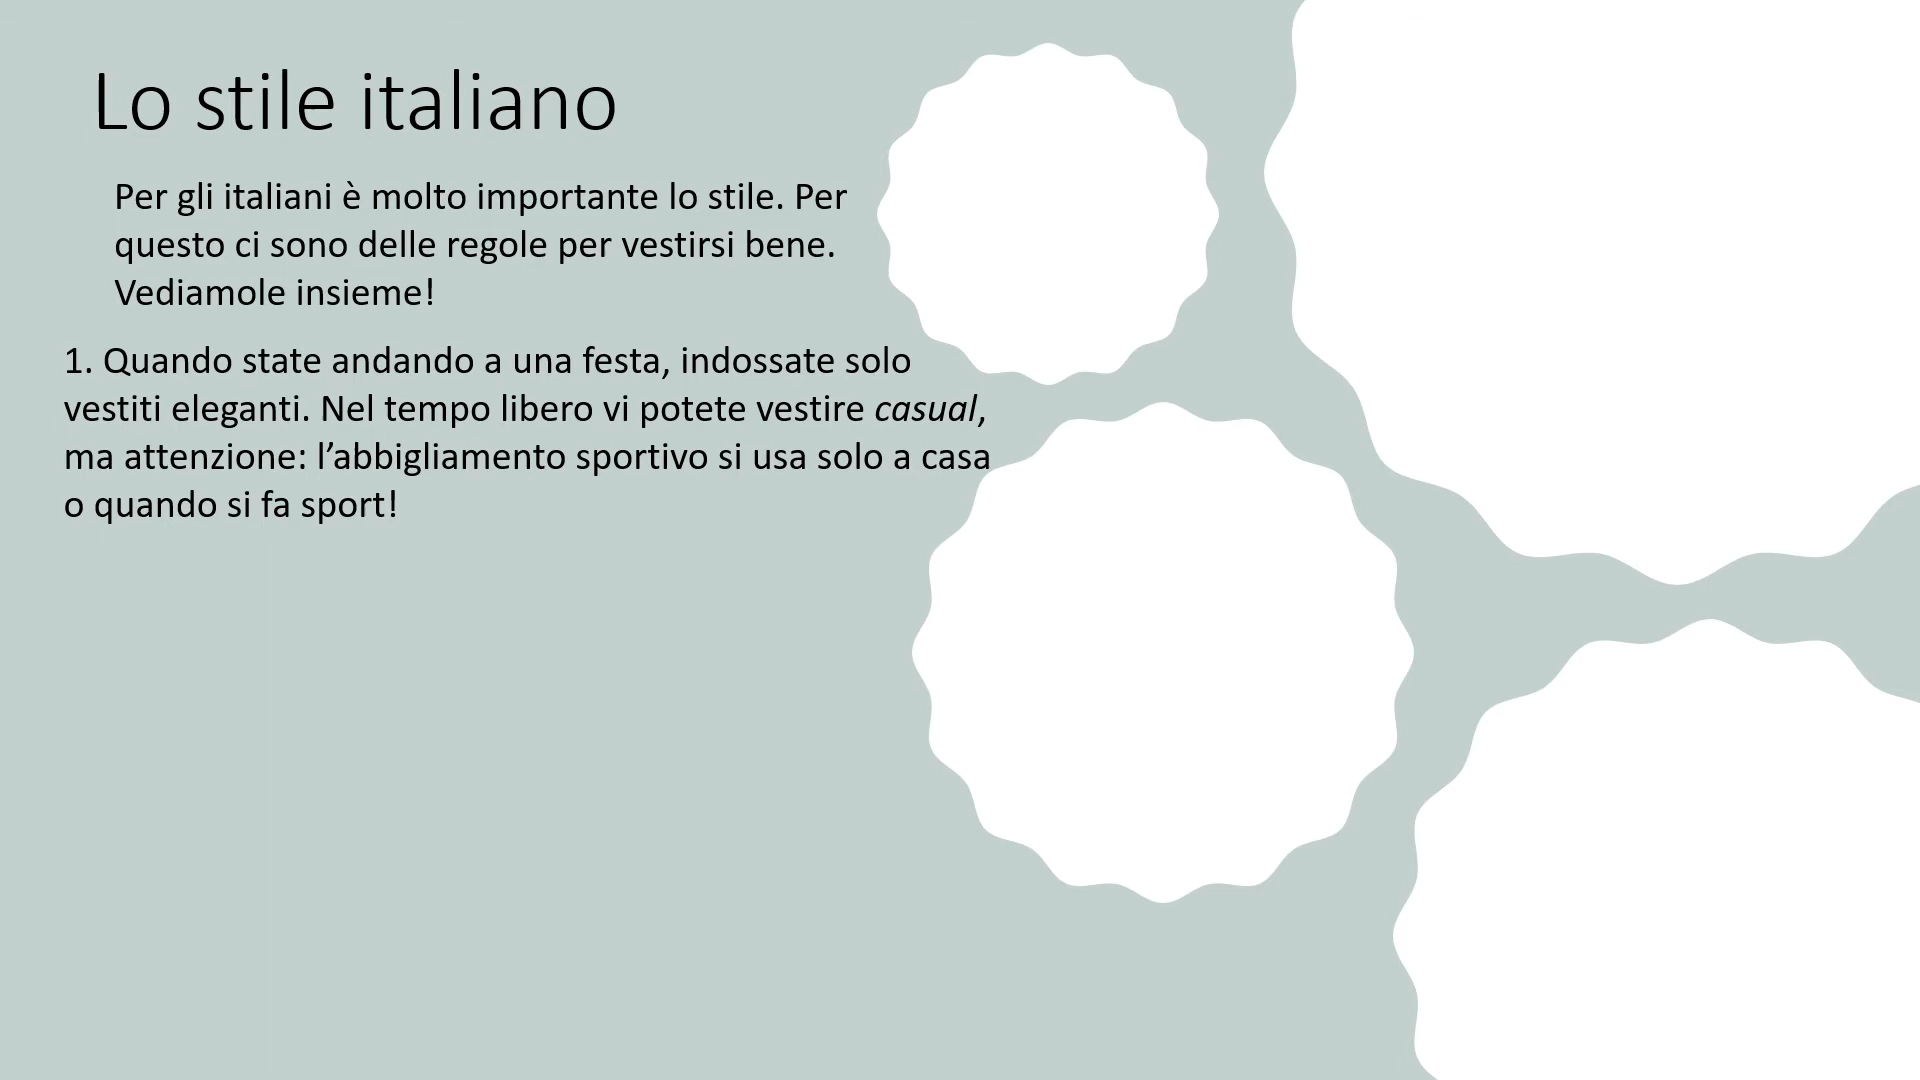 Lo stile italiano
Per gli italiani è molto importante lo stile. Per
questo ci sono delle regole per vestirsi bene.
Vediamole insieme!
1. Quando state andando a una festa, indossate solo
vestiti eleganti. Nel tempo libero vi potete vestire casual,
ma attenzione: l’abbigliamento sportivo si usa solo a casa
o quando si fa sport!